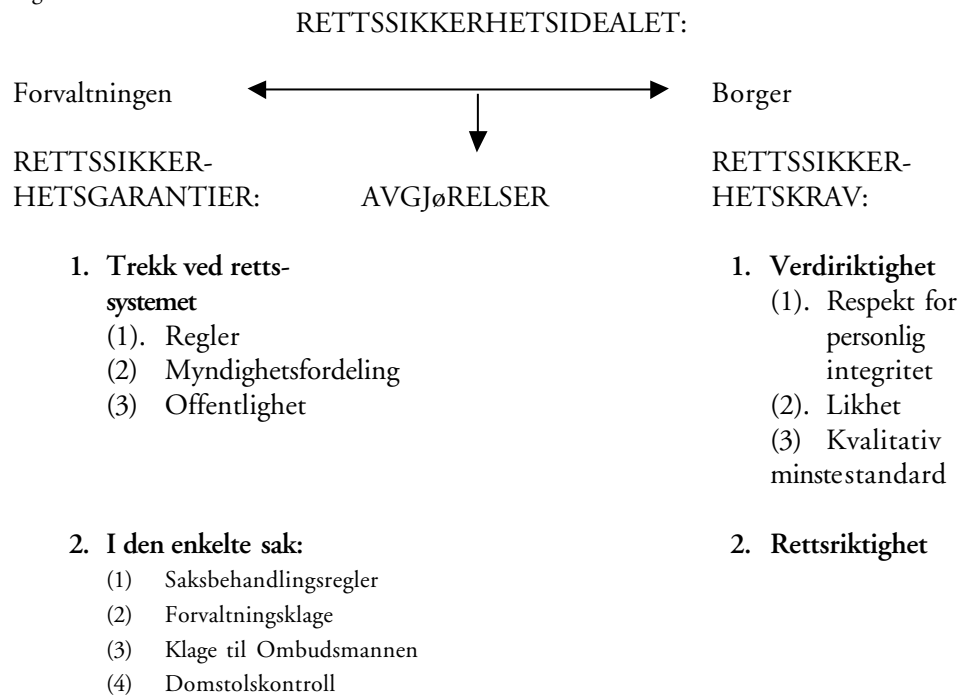 RETTSSIKKERHETSIDEALET:
Forvaltningen
Borger
RETTSSIKKER-
HETSGARANTIER:
AVGJøRELSER
RETTSSIKKER-
HETSKRAV:
1. Trekk ved retts-
systemet
(1). Regler
(2) Myndighetsfordeling
(3) Offentlighet
1. Verdiriktighet
(1). Respekt for
personlig
integritet
(2). Likhet
(3) Kvalitativ
minstestandard
2. I den enkelte sak:
(1) Saksbehandlingsregler
(2) Forvaltningsklage
(3) Klage til Ombudsmannen
(4) Domstolskontroll
2. Rettsriktighet